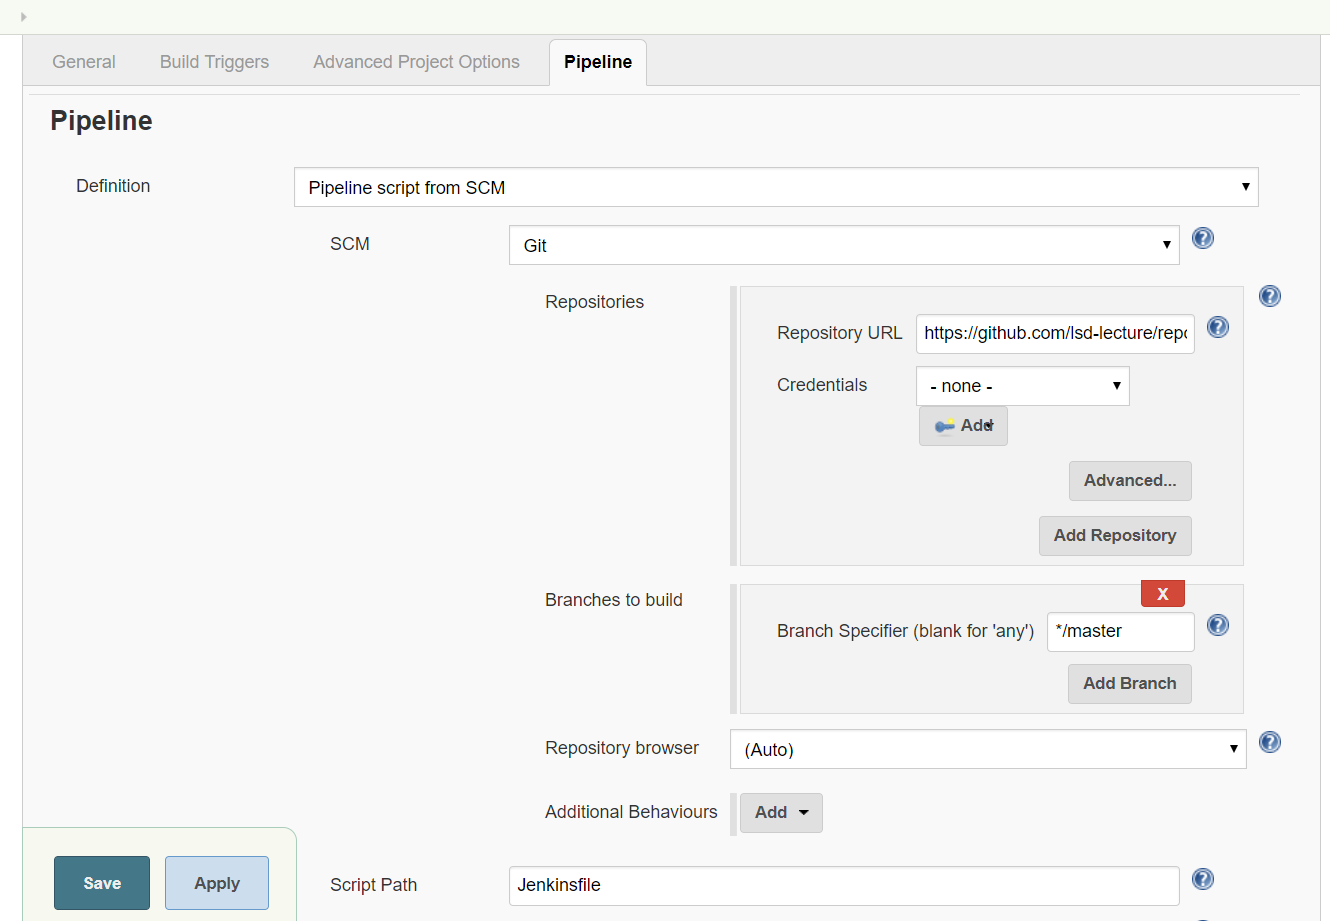 General Build Triggers Advanced Project Options Pipeline
Pipeline
Definition Pipeline script from SCM
SCM Git
Repositories
Repository URL https://github.com/lsd-lecture/repo
Credentials - none -
Add
Advanced...
Add Repository
Branches to build X
Branch Specifier (blank for 'any') */master
Add Branch
Repository browser (Auto)
Additional Behaviours Add
Save Apply Script Path Jenkinsfile